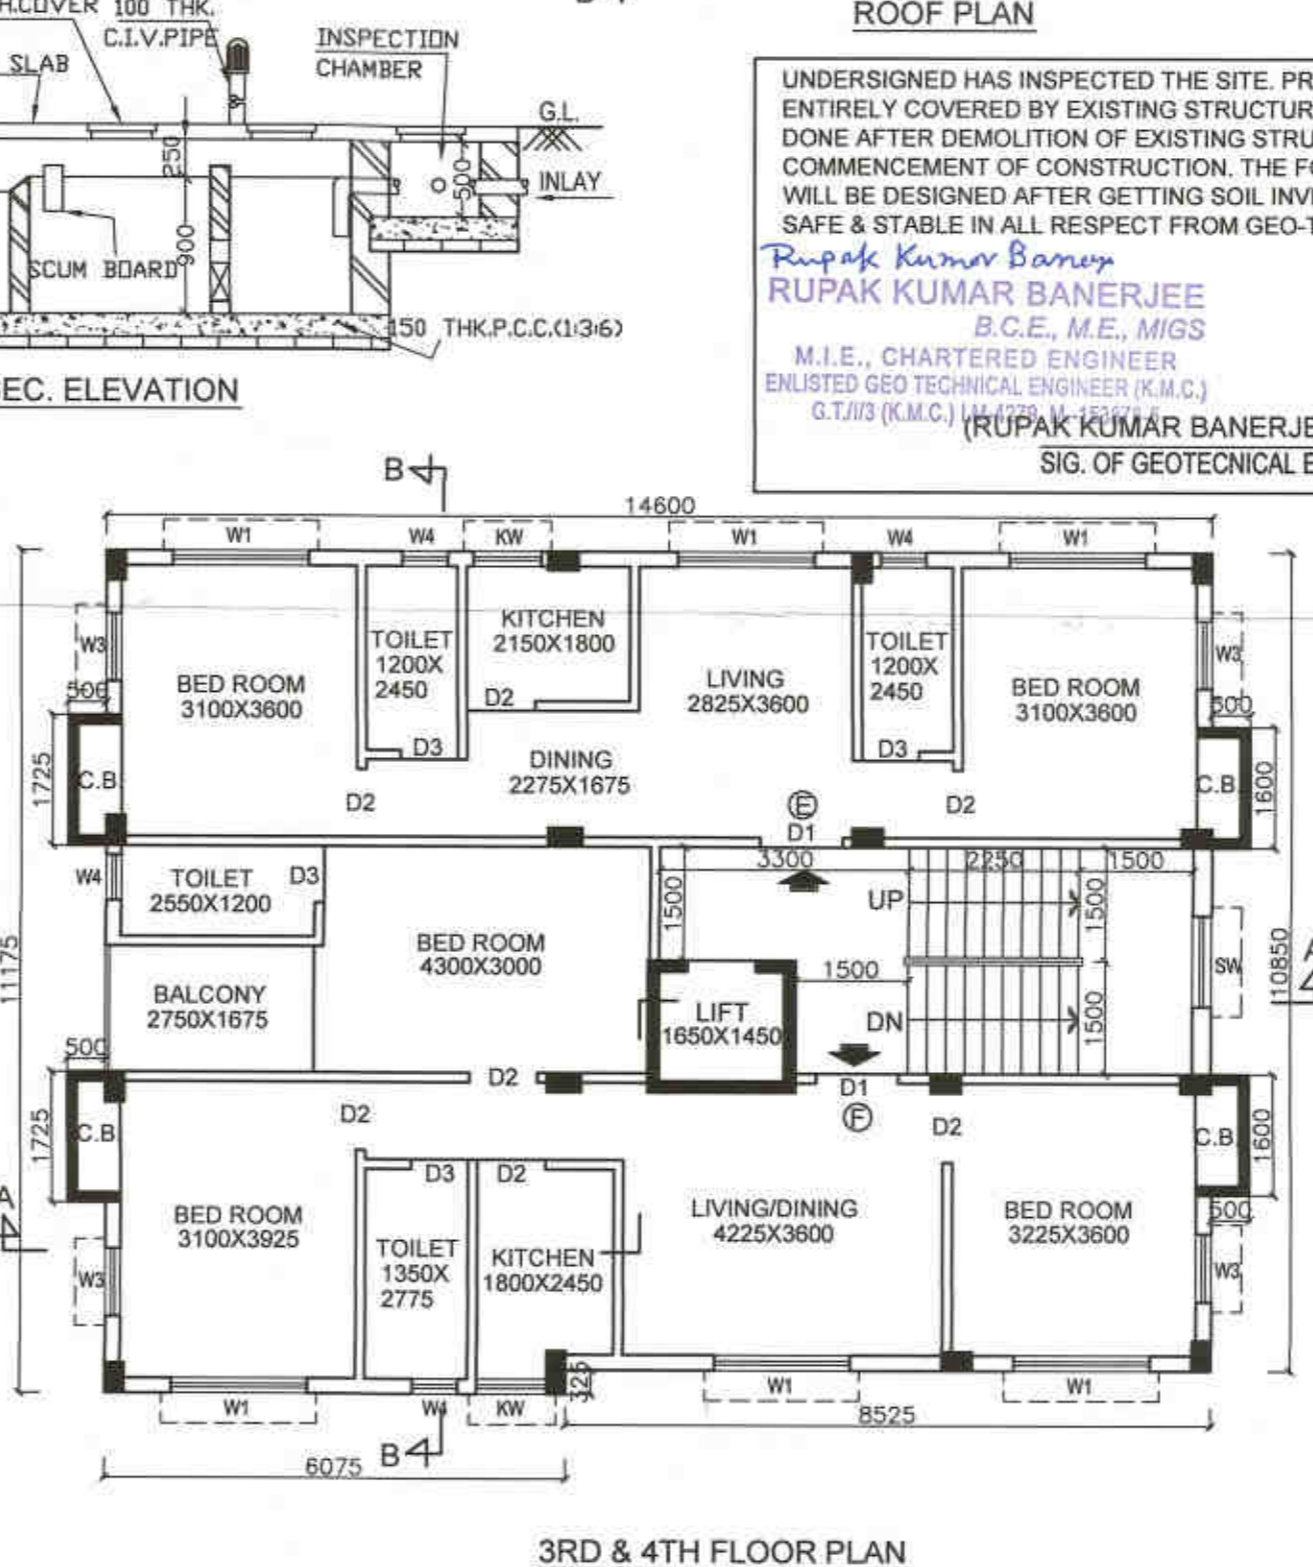 H.COVER 100 THK.
C.I.V.PIPE
SLAB
INSPECTION
CHAMBER
G.L.
250
500
INLAY
900
SCUM BOARD
150 THK.P.C.C.(1:3:6)
EC. ELEVATION
ROOF PLAN
UNDERSIGNED HAS INSPECTED THE SITE. PR
ENTIRELY COVERED BY EXISTING STRUCTUR
DONE AFTER DEMOLITION OF EXISTING STRU
COMMENCEMENT OF CONSTRUCTION. THE FO
WILL BE DESIGNED AFTER GETTING SOIL INV
SAFE & STABLE IN ALL RESPECT FROM GEO-T
Rupak Kumar
RUPAK KUMAR BANERJEE
B.C.E., M.E., MIGS
M.I.E., CHARTERED ENGINEER
ENLISTED GEO TECHNICAL ENGINEER (K.M.C.)
G.T./I/3 (K.M.C.)
(RUPAK KUMAR BANERJE
SIG. OF GEOTECNICAL E
B
14600
W1 W4 KW W1 W4 W1
W3
500
1725
C.B
BED ROOM
3100X3600
TOILET
1200X
2450
D3
KITCHEN
2150X1800
D2
LIVING
2825X3600
DINING
2275X1675
TOILET
1200X
2450
D3
BED ROOM
3100X3600
W3
500
C.B.
1600
D2
E
D1
D2
W4
TOILET
2550X1200
D3
3300
2250
1500
1500
UP
1500
BED ROOM
4300X3000
11175
BALCONY
2750X1675
LIFT
1650X1450
1500
DN
1500
SW
10850
A
500
D2
D1
F
1725
C.B
D2
D2
C.B.
1600
D3
D2
BED ROOM
3100X3925
TOILET
1350X
2775
KITCHEN
1800X2450
LIVING/DINING
4225X3600
BED ROOM
3225X3600
500
A
W3
W3
325
W1 W4 KW W1 W1
8525
B
6075
3RD & 4TH FLOOR PLAN